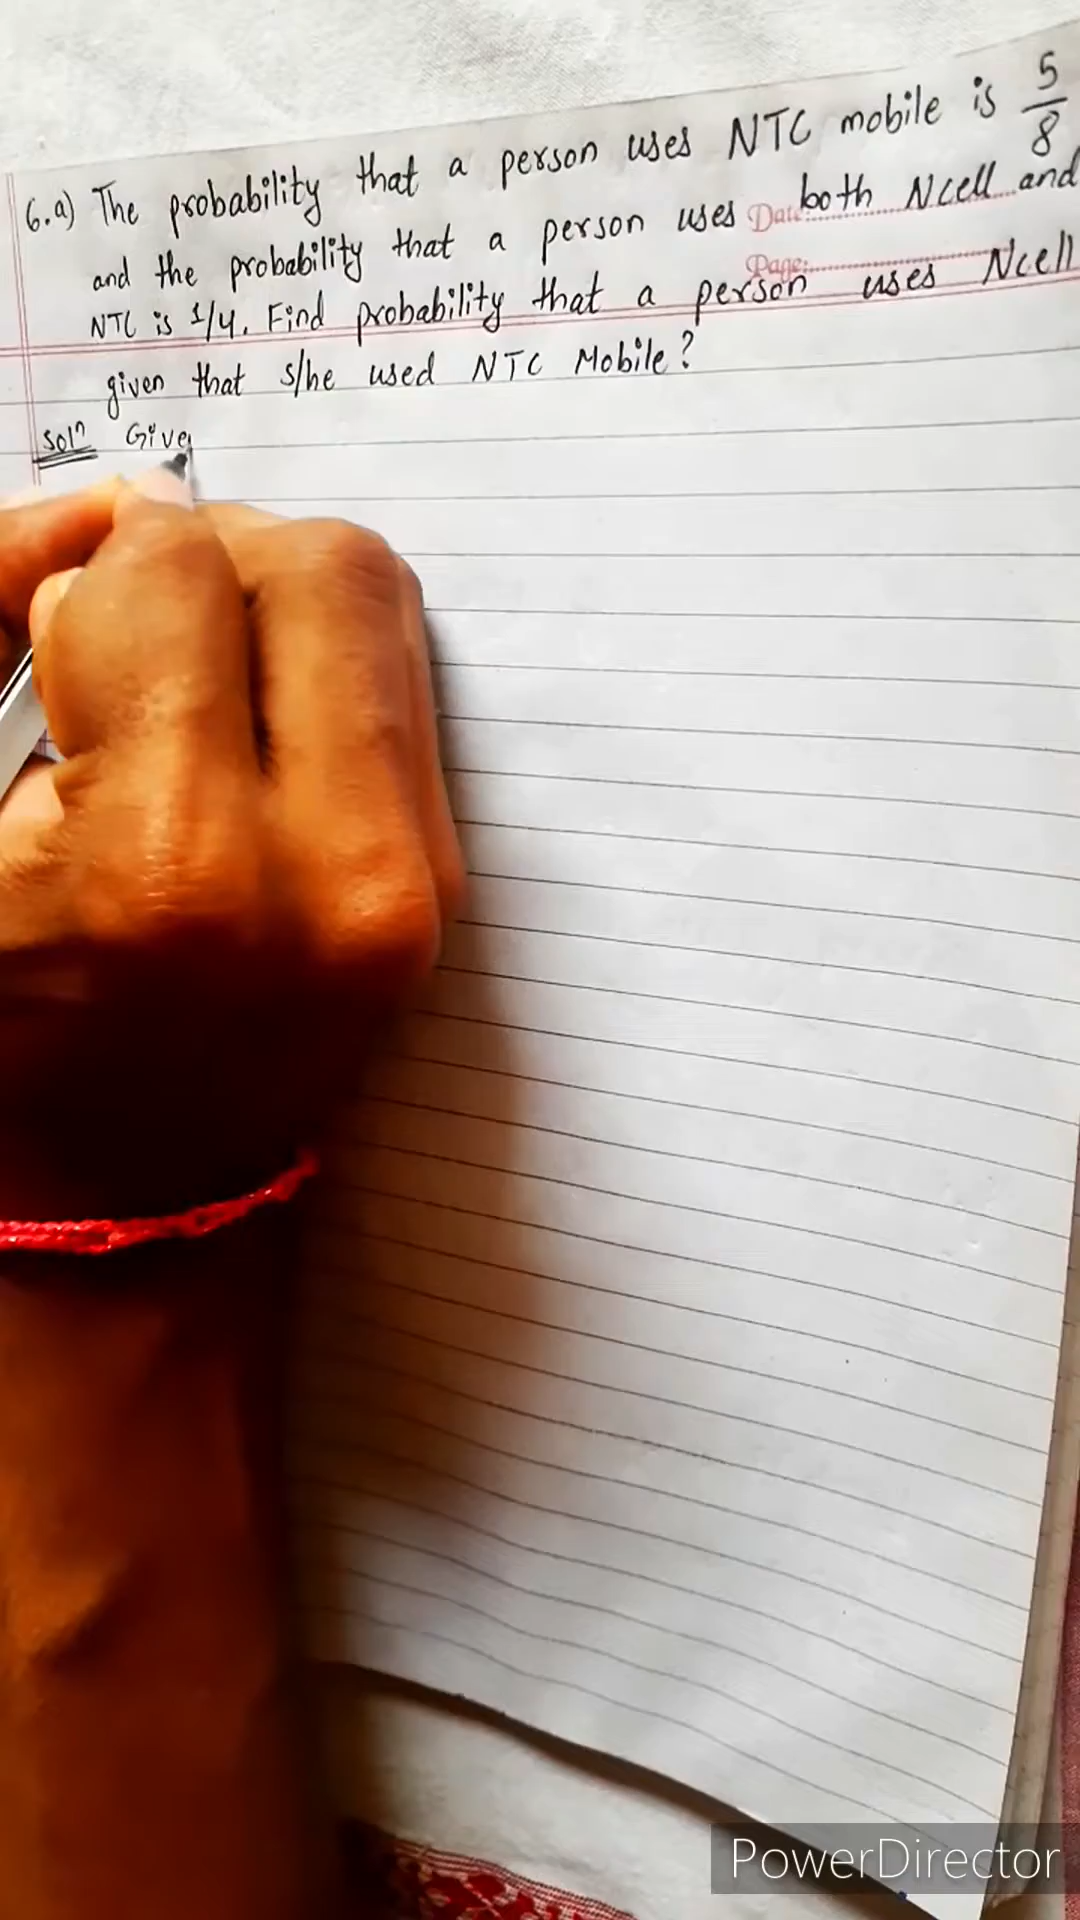 6.a) The probability that a person uses NTC mobile is 5/8
and the probability that a person uses both Ncell and
Date:
NTC is 1/4. Find probability that a person uses Ncell
Page:
given that s/he used NTC Mobile?
Solⁿ Give
PowerDirector